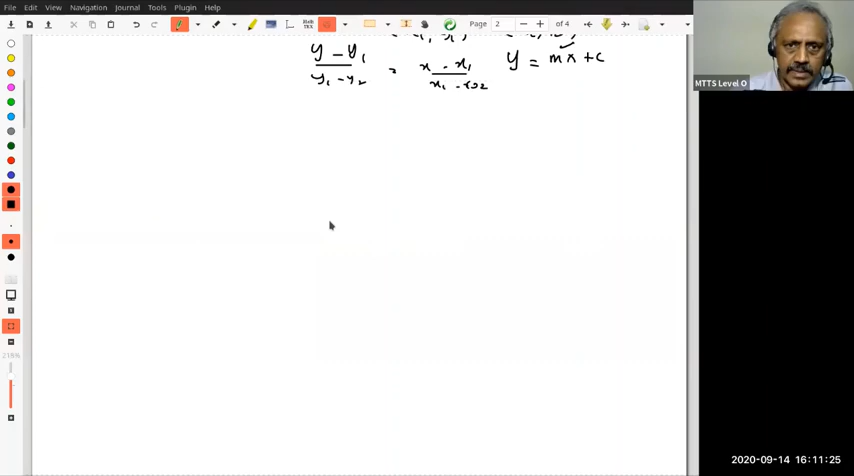 File Edit View Navigation Journal Tools Plugin Help
Page 2 of 4
y - y1 / y1 - y2 = x - x1 / x1 - x2
y = mx + c
MTTS Level O
218%
2020-09-14 16:11:25